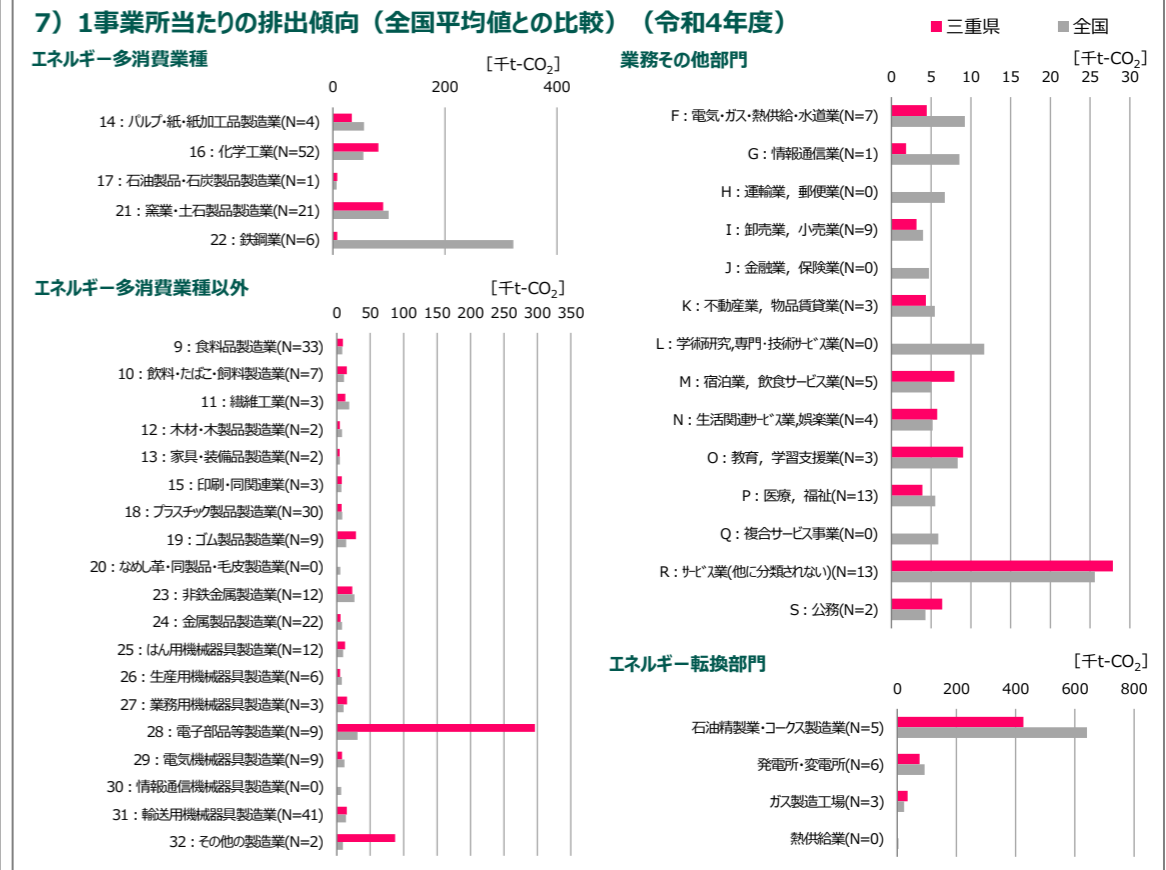 7）1事業所当たりの排出傾向（全国平均値との比較）（令和4年度）
三重県
全国
エネルギー多消費業種
［千t-CO₂］
0 200 400
14：パルプ・紙・紙加工品製造業(N=4)
16：化学工業(N=52)
17：石油製品・石炭製品製造業(N=1)
21：窯業・土石製品製造業(N=21)
22：鉄鋼業(N=6)
エネルギー多消費業種以外
［千t-CO₂］
0 50 100 150 200 250 300 350
9：食料品製造業(N=33)
10：飲料・たばこ・飼料製造業(N=7)
11：繊維工業(N=3)
12：木材・木製品製造業(N=2)
13：家具・装備品製造業(N=2)
15：印刷・同関連業(N=3)
18：プラスチック製品製造業(N=30)
19：ゴム製品製造業(N=9)
20：なめし革・同製品・毛皮製造業(N=0)
23：非鉄金属製造業(N=12)
24：金属製品製造業(N=22)
25：はん用機械器具製造業(N=12)
26：生産用機械器具製造業(N=6)
27：業務用機械器具製造業(N=3)
28：電子部品等製造業(N=9)
29：電気機械器具製造業(N=9)
30：情報通信機械器具製造業(N=0)
31：輸送用機械器具製造業(N=41)
32：その他の製造業(N=2)
業務その他部門
［千t-CO₂］
0 5 10 15 20 25 30
F：電気・ガス・熱供給・水道業(N=7)
G：情報通信業(N=1)
H：運輸業，郵便業(N=0)
I：卸売業，小売業(N=9)
J：金融業，保険業(N=0)
K：不動産業，物品賃貸業(N=3)
L：学術研究,専門・技術ｻｰﾋﾞｽ業(N=0)
M：宿泊業，飲食サービス業(N=5)
N：生活関連ｻｰﾋﾞｽ業,娯楽業(N=4)
O：教育，学習支援業(N=3)
P：医療，福祉(N=13)
Q：複合サービス事業(N=0)
R：ｻｰﾋﾞｽ業(他に分類されない)(N=13)
S：公務(N=2)
エネルギー転換部門
［千t-CO₂］
0 200 400 600 800
石油精製業・コークス製造業(N=5)
発電所・変電所(N=6)
ガス製造工場(N=3)
熱供給業(N=0)